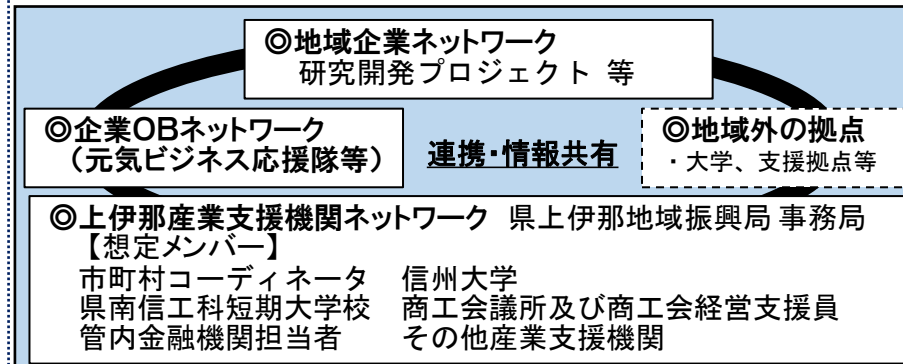 ◎地域企業ネットワーク
研究開発プロジェクト 等
◎企業OBネットワーク
（元気ビジネス応援隊等）
連携・情報共有
◎地域外の拠点
・大学、支援拠点等
◎上伊那産業支援機関ネットワーク 県上伊那地域振興局 事務局
【想定メンバー】
市町村コーディネータ 信州大学
県南信工科短期大学校 商工会議所及び商工会経営支援員
管内金融機関担当者 その他産業支援機関